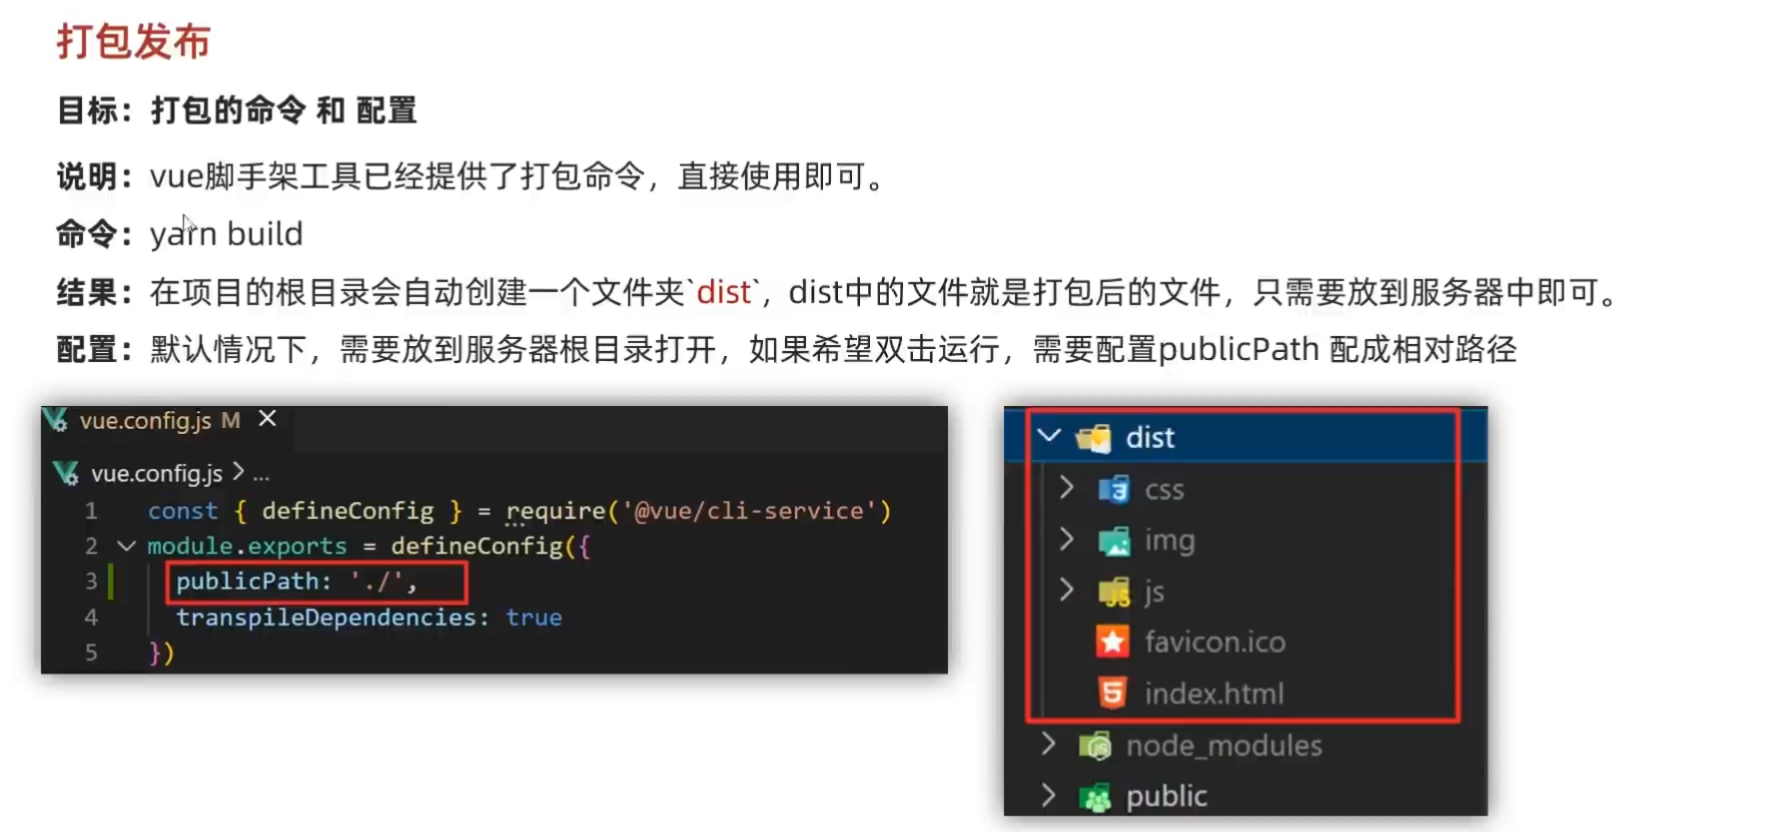 打包发布
目标：打包的命令 和 配置
说明：vue脚手架工具已经提供了打包命令，直接使用即可。
命令：yarn build
结果：在项目的根目录会自动创建一个文件夹`dist`，dist中的文件就是打包后的文件，只需要放到服务器中即可。
配置：默认情况下，需要放到服务器根目录打开，如果希望双击运行，需要配置publicPath 配成相对路径
vue.config.js M ×
vue.config.js > ...
1 const { defineConfig } = require('@vue/cli-service')
2 module.exports = defineConfig({
3 publicPath: './',
4 transpileDependencies: true
5 })
dist
css
img
js
favicon.ico
index.html
node_modules
public